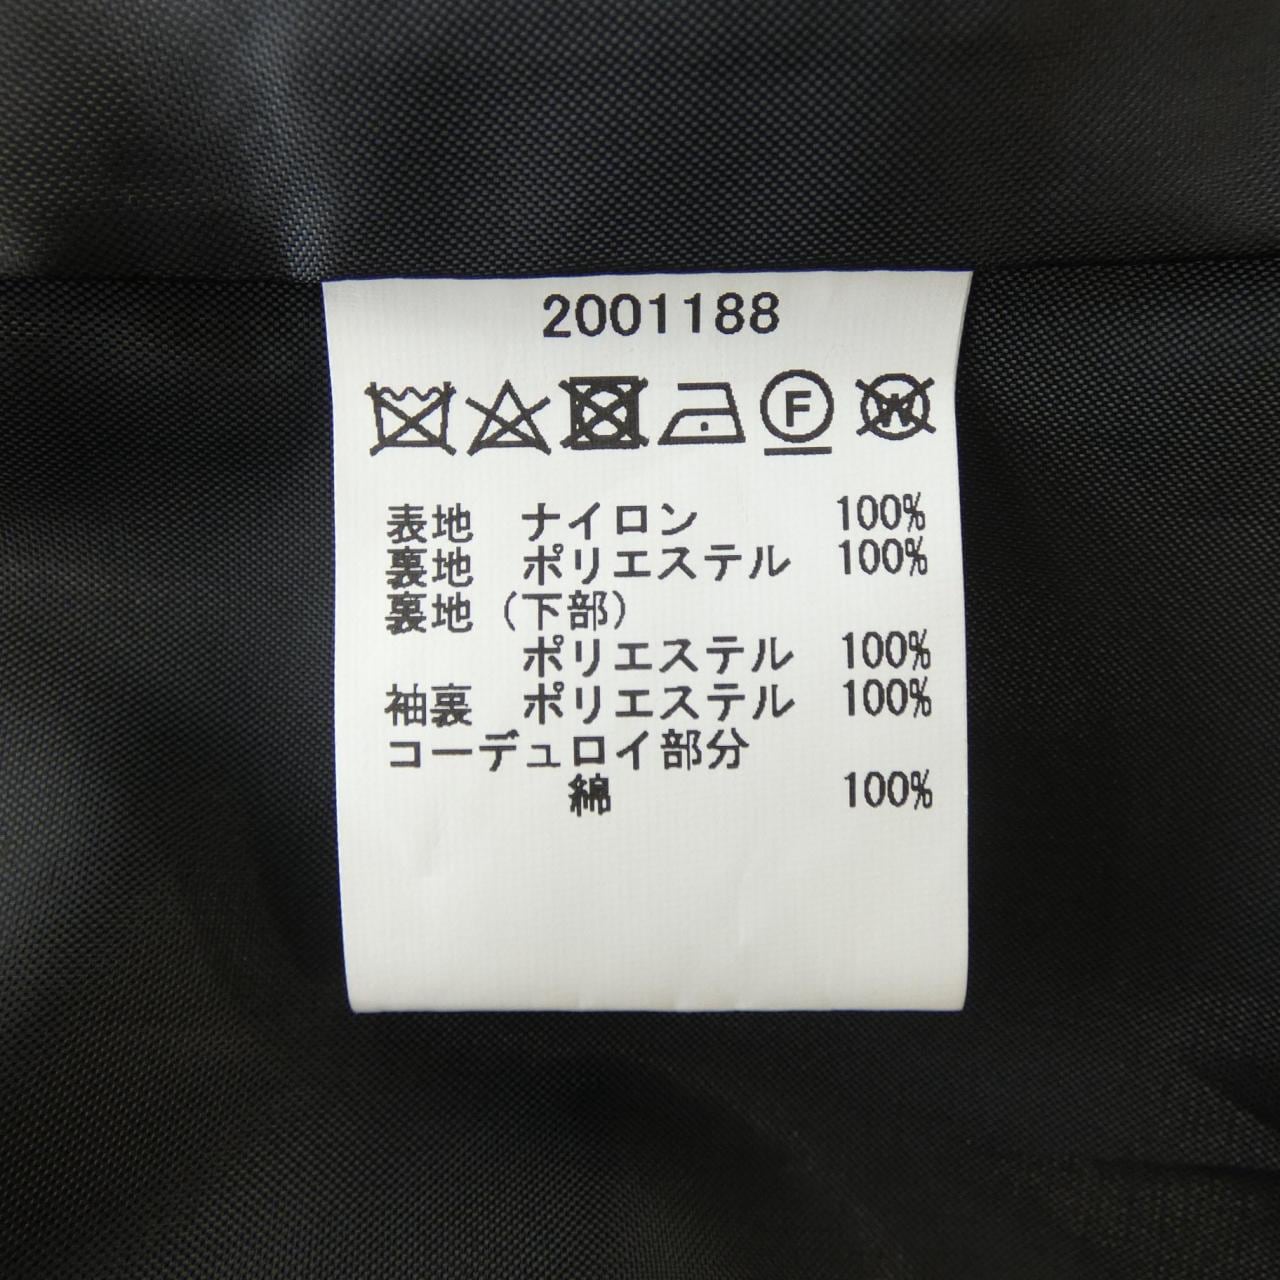 2001188
F W
表地 ナイロン 100%
裏地 ポリエステル 100%
裏地(下部)
ポリエステル 100%
袖裏 ポリエステル 100%
コーデュロイ部分
綿 100%